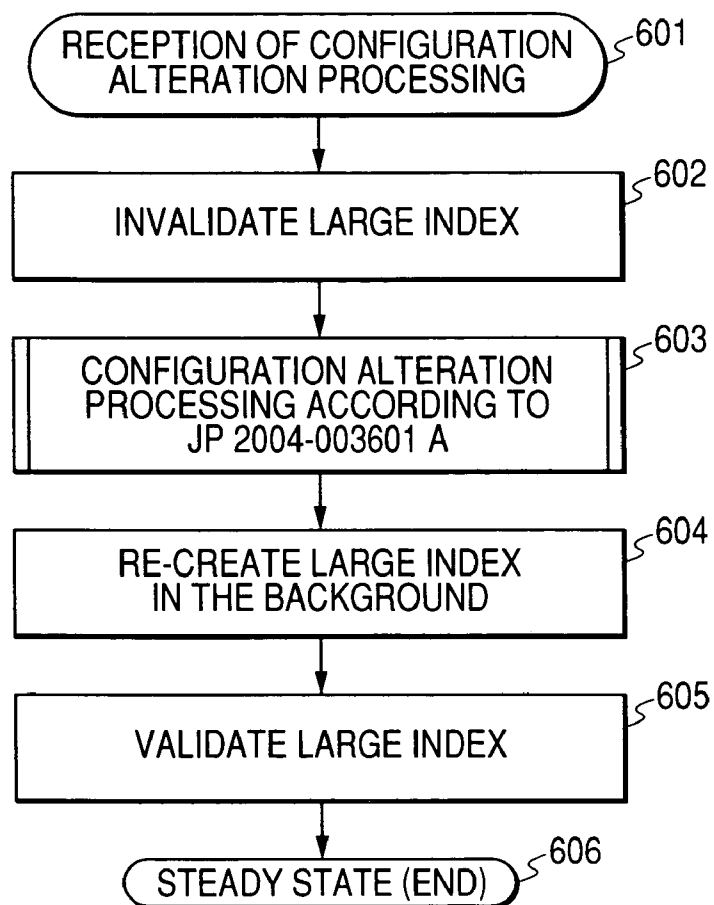 RECEPTION OF CONFIGURATION
ALTERATION PROCESSING
601
602
INVALIDATE LARGE INDEX
603
CONFIGURATION ALTERATION
PROCESSING ACCORDING TO
JP 2004-003601 A
604
RE-CREATE LARGE INDEX
IN THE BACKGROUND
605
VALIDATE LARGE INDEX
606
STEADY STATE (END)